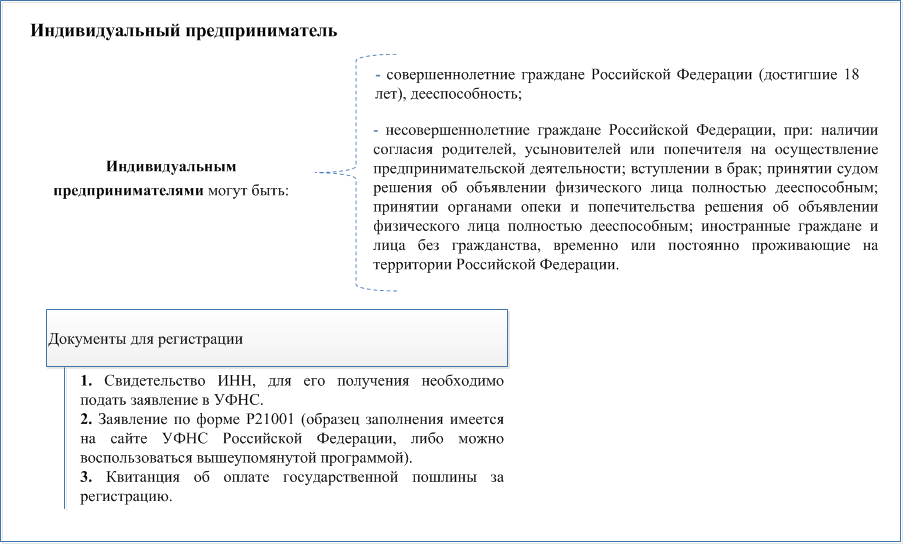 Индивидуальный предприниматель
Индивидуальным
предпринимателями могут быть:
- совершеннолетние граждане Российской Федерации (достигшие 18
лет), дееспособность;
- несовершеннолетние граждане Российской Федерации, при: наличии
согласия родителей, усыновителей или попечителя на осуществление
предпринимательской деятельности; вступлении в брак; принятии судом
решения об объявлении физического лица полностью дееспособным;
принятии органами опеки и попечительства решения об объявлении
физического лица полностью дееспособным; иностранные граждане и
лица без гражданства, временно или постоянно проживающие на
территории Российской Федерации.
Документы для регистрации
1. Свидетельство ИНН, для его получения необходимо
подать заявление в УФНС.
2. Заявление по форме Р21001 (образец заполнения имеется
на сайте УФНС Российской Федерации, либо можно
воспользоваться вышеупомянутой программой).
3. Квитанция об оплате государственной пошлины за
регистрацию.